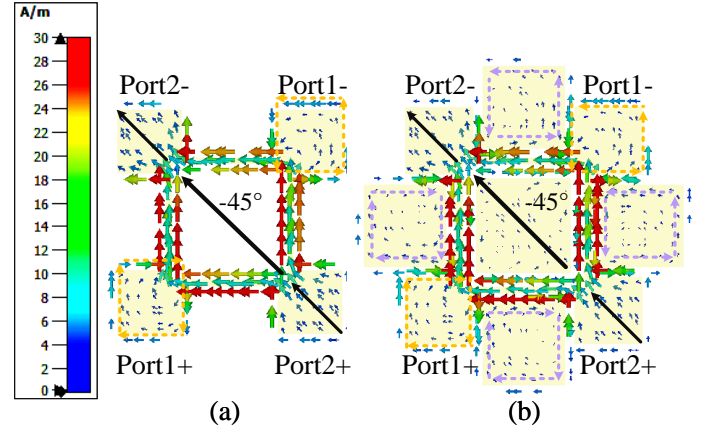 A/m
30
28
26
24
22
20
18
16
14
12
10
8
6
4
2
0
Port2- Port1-
-45°
Port1+ Port2+
(a)
Port2- Port1-
-45°
Port1+ Port2+
(b)